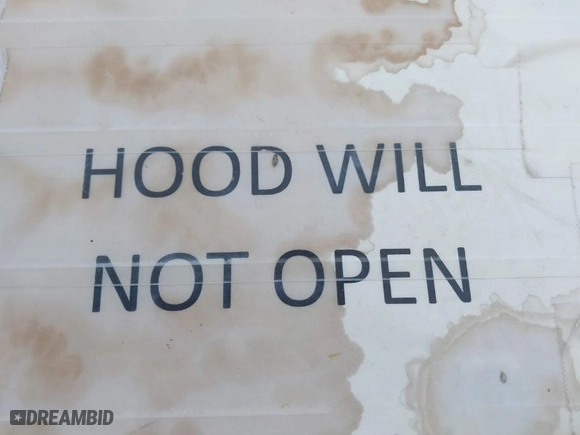 HOOD WILL
NOT OPEN
DREAMBID